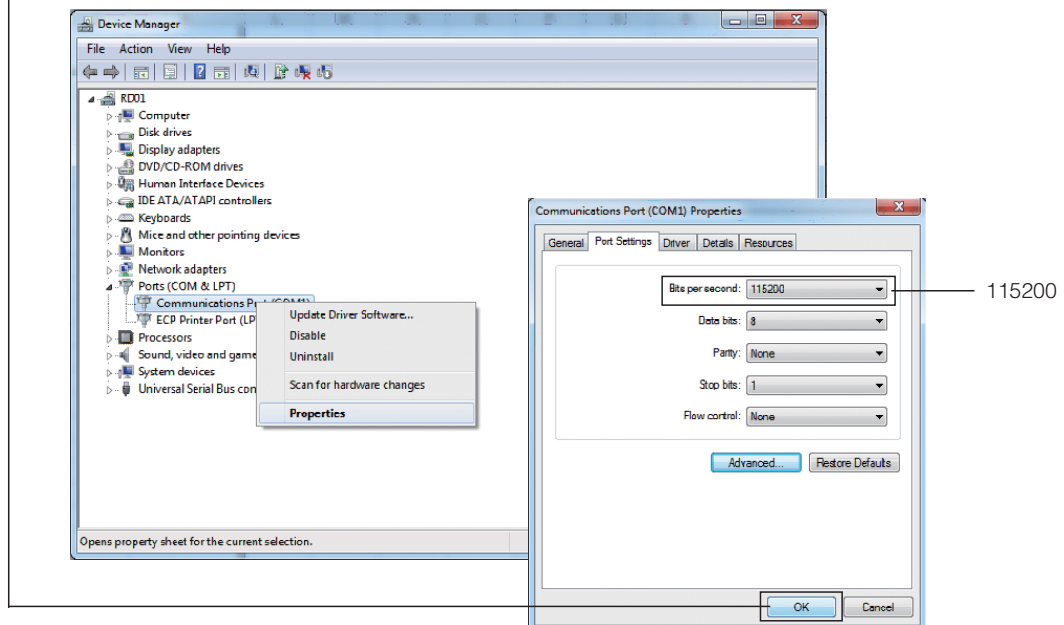 Device Manager
File Action View Help
RD01
Computer
Disk drives
Display adapters
DVD/CD-ROM drives
Human Interface Devices
IDE ATA/ATAPI controllers
Keyboards
Mice and other pointing devices
Monitors
Network adapters
Ports (COM & LPT)
Communications Port (COM1)
ECP Printer Port (LP
Processors
Sound, video and game
System devices
Universal Serial Bus con
Update Driver Software...
Disable
Uninstall
Scan for hardware changes
Properties
Opens property sheet for the current selection.
Communications Port (COM1) Properties
General Port Settings Driver Details Resources
Bits per second: 115200
115200
Data bits: 8
Parity: None
Stop bits: 1
Flow control: None
Advanced... Restore Defaults
OK Cancel